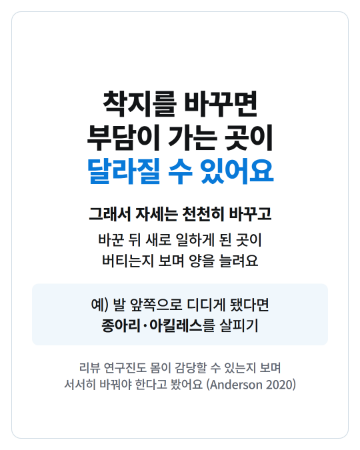 착지를 바꾸면
부담이 가는 곳이
달라질 수 있어요
그래서 자세는 천천히 바꾸고
바꾼 뒤 새로 일하게 된 곳이
버티는지 보며 양을 늘려요
예) 발 앞쪽으로 디디게 됐다면
종아리·아킬레스를 살피기
리뷰 연구진도 몸이 감당할 수 있는지 보며
서서히 바꿔야 한다고 봤어요 (Anderson 2020)